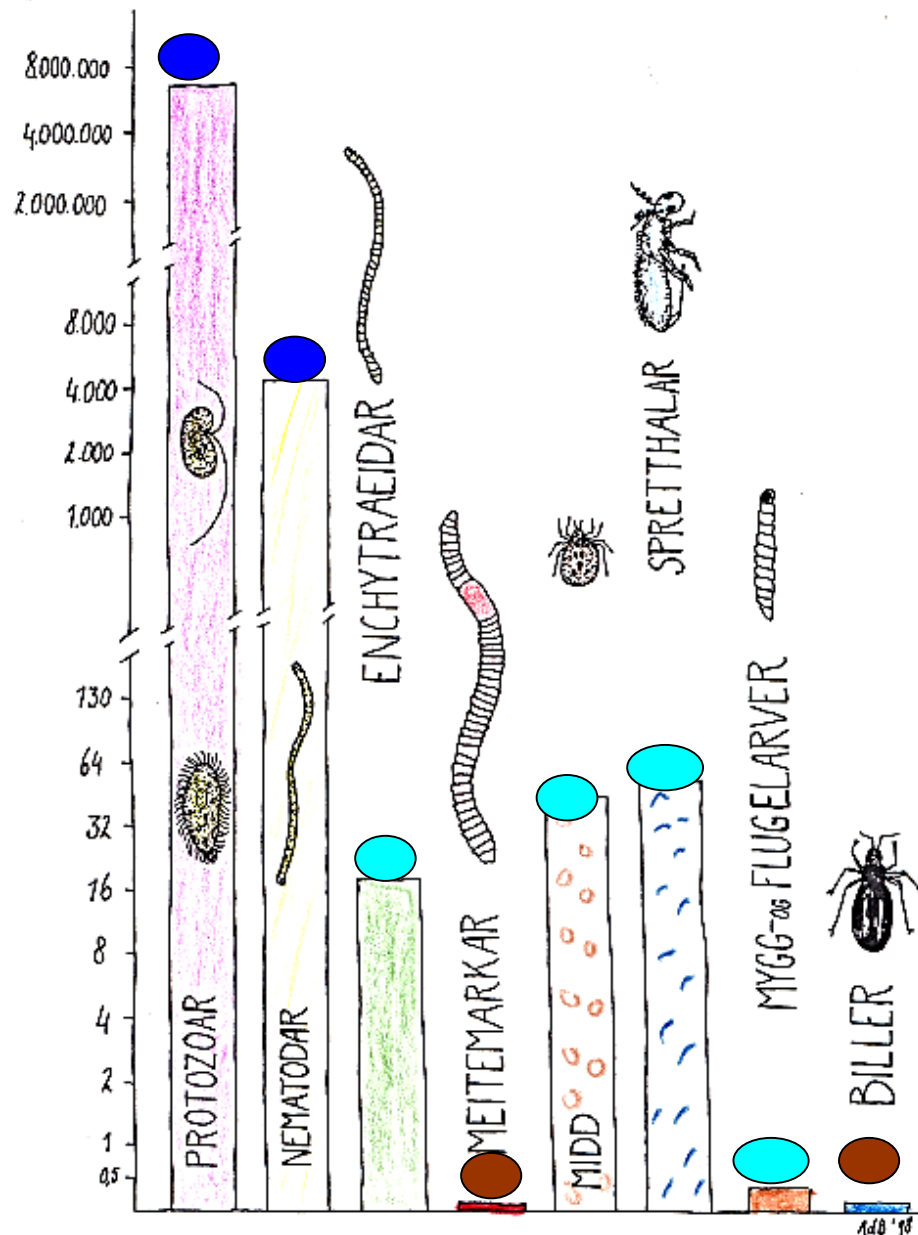 8.000.000
4.000.000
2.000.000
8.000
4.000
2.000
1.000
130
64
32
16
8
4
2
1
0,5
PROTOZOAR
NEMATODAR
ENCHYTRAEIDAR
MEITEMARKAR
MIDD
SPRETTHALAR
MYGG-OG FLUGELARVER
BILLER
AdB '98